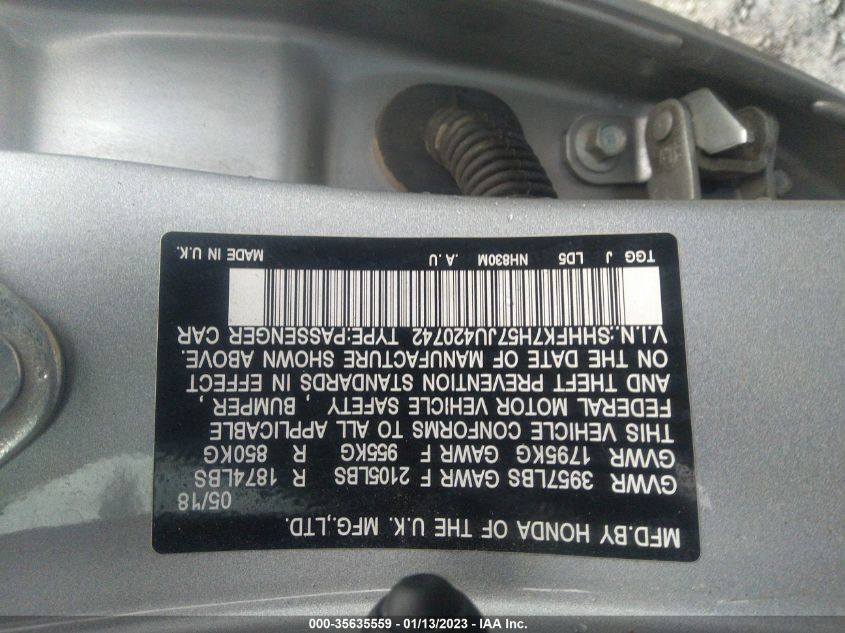 MFD.BY HONDA OF THE U.K. MFG.,LTD.
05/18
GVWR 3957LBS GAWR F 2105LBS R 1874LBS
GVWR 1795KG GAWR F 955KG R 850KG
THIS VEHICLE CONFORMS TO ALL APPLICABLE
FEDERAL MOTOR VEHICLE SAFETY , BUMPER ,
AND THEFT PREVENTION STANDARDS IN EFFECT
ON THE DATE OF MANUFACTURE SHOWN ABOVE.
V.I.N.:SHHFK7H57JU420742 TYPE:PASSENGER CAR
TGG J LD5 NH830M .A.U MADE IN U.K.
000-35635559 — 01/13/2023 — IAA Inc.